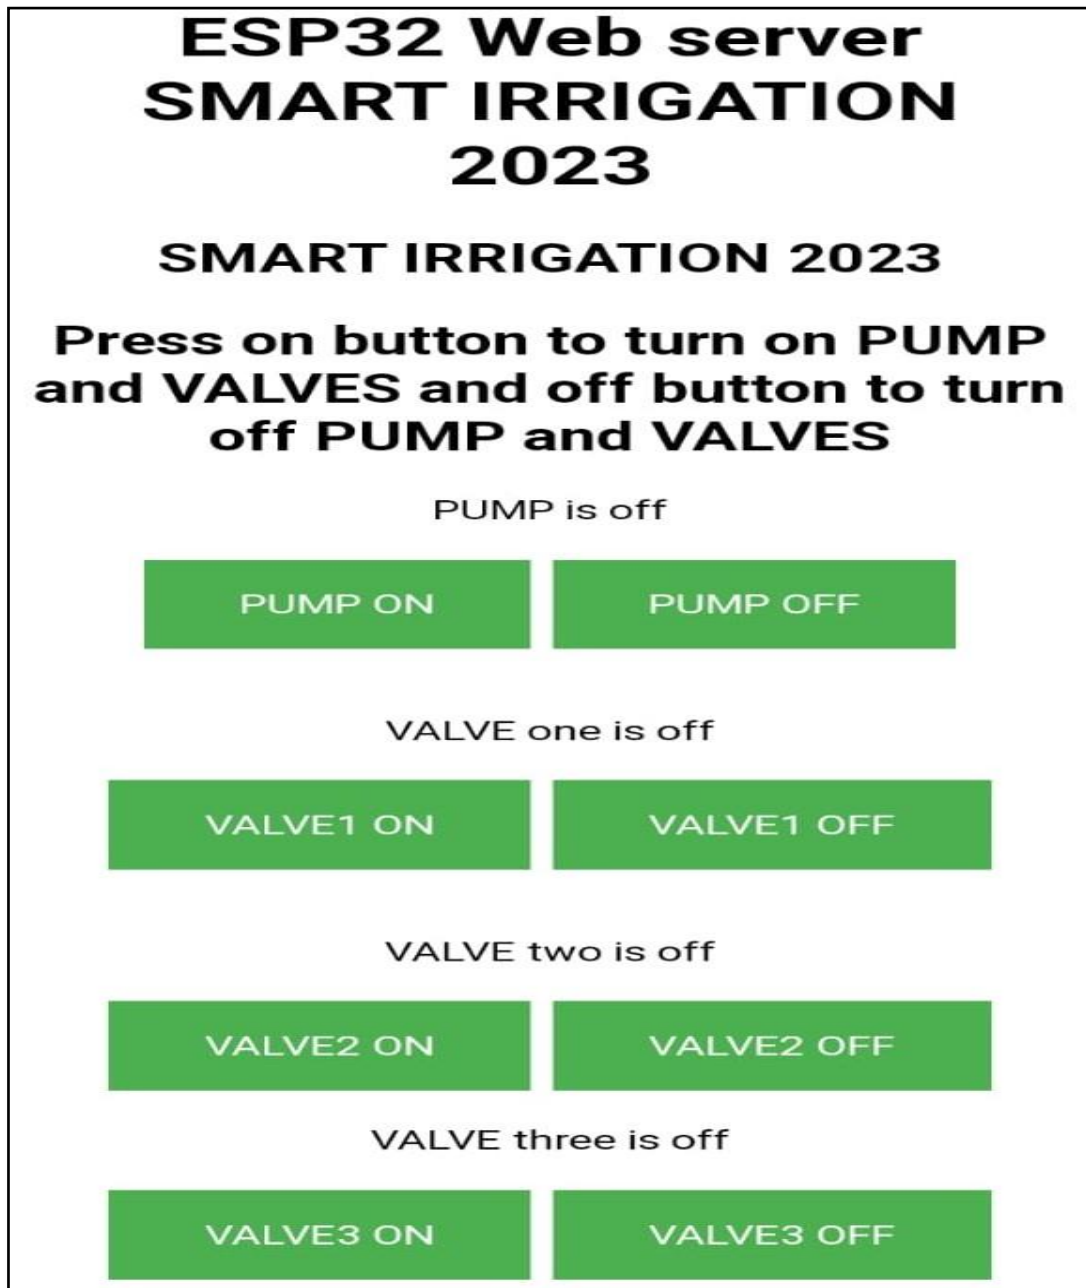 ESP32 Web server
SMART IRRIGATION
2023
SMART IRRIGATION 2023
Press on button to turn on PUMP
and VALVES and off button to turn
off PUMP and VALVES
PUMP is off
PUMP ON PUMP OFF
VALVE one is off
VALVE1 ON VALVE1 OFF
VALVE two is off
VALVE2 ON VALVE2 OFF
VALVE three is off
VALVE3 ON VALVE3 OFF